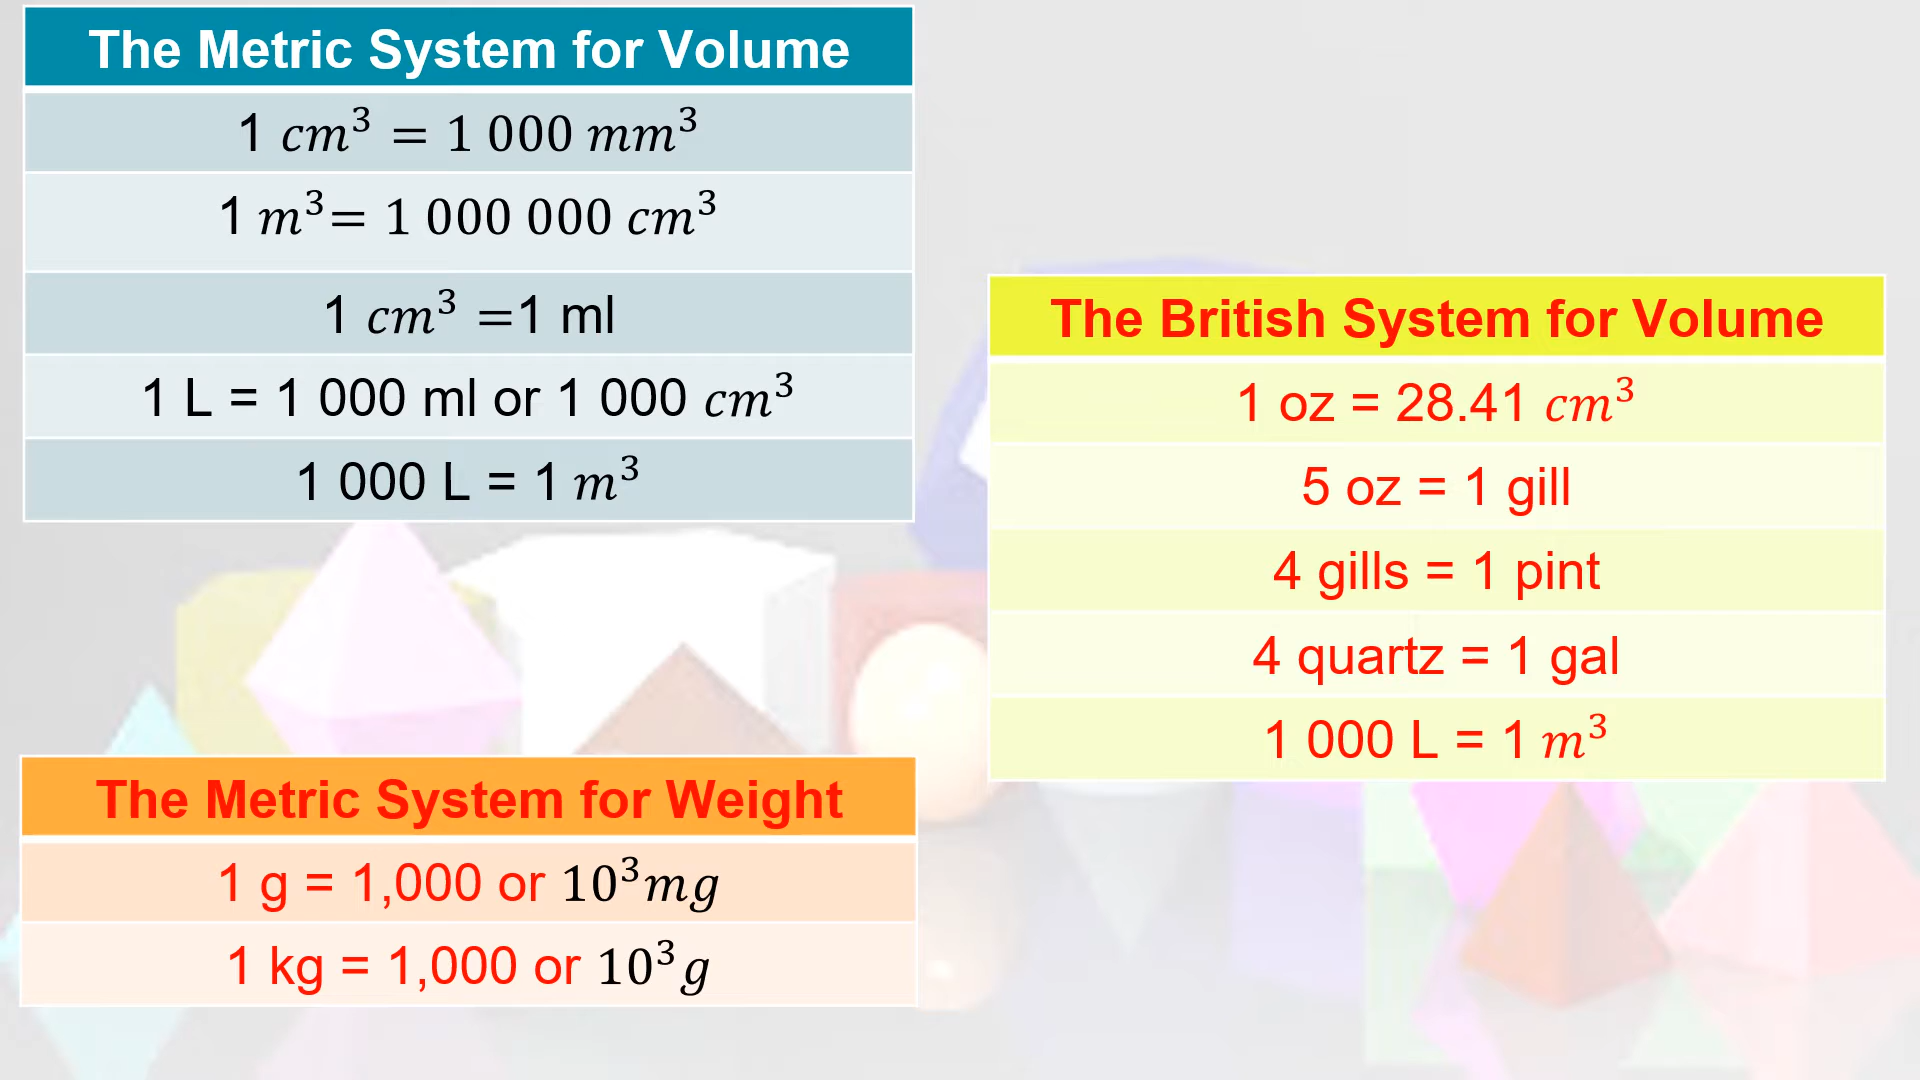 The Metric System for Volume
1 cm³ = 1 000 mm³
1 m³= 1 000 000 cm³
1 cm³ =1 ml
1 L = 1 000 ml or 1 000 cm³
1 000 L = 1 m³
The British System for Volume
1 oz = 28.41 cm³
5 oz = 1 gill
4 gills = 1 pint
4 quartz = 1 gal
1 000 L = 1 m³
The Metric System for Weight
1 g = 1,000 or 10³mg
1 kg = 1,000 or 10³g